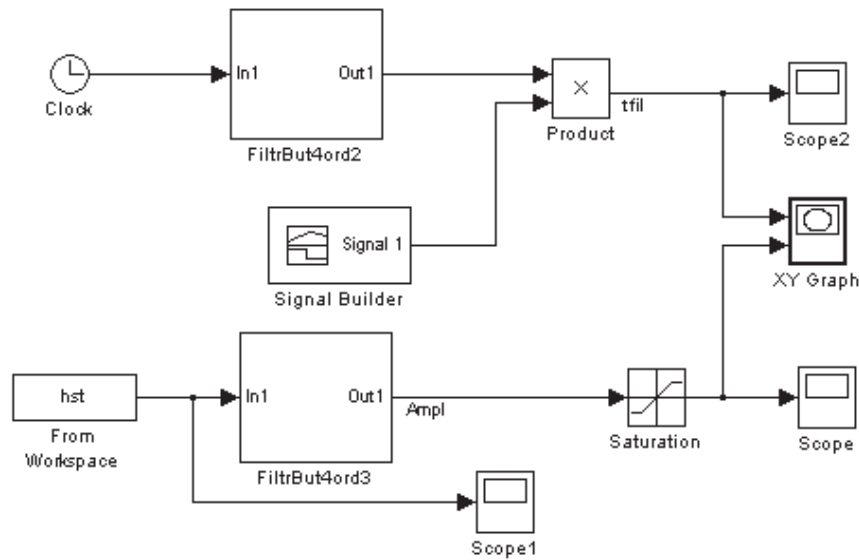 In1
Out1
Clock
FiltrBut4ord2
×
tfil
Product
Scope2
Signal 1
Signal Builder
XY Graph
hst
From
Workspace
In1
Out1
FiltrBut4ord3
Ampl
Saturation
Scope
Scope1